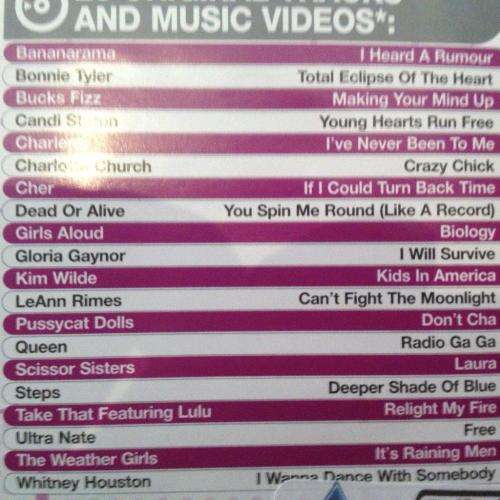 AND MUSIC VIDEOS*:
Bananarama I Heard A Rumour
Bonnie Tyler Total Eclipse Of The Heart
Bucks Fizz Making Your Mind Up
Candi Young Hearts Run Free
I've Never Been To Me
Church Crazy Chick
Cher If I Could Turn Back Time
Dead Or Alive You Spin Me Round (Like A Record)
Girls Aloud Biology
Gloria Gaynor I Will Survive
Kim Wilde Kids In America
LeAnn Rimes Can't Fight The Moonlight
Pussycat Dolls Don't Cha
Queen Radio Ga Ga
Scissor Sisters Laura
Steps Deeper Shade Of Blue
Take That Featuring Lulu Relight My Fire
Ultra Nate Free
The Weather Girls It's Raining Men
Whitney Houston I Wanna Dance With Somebody